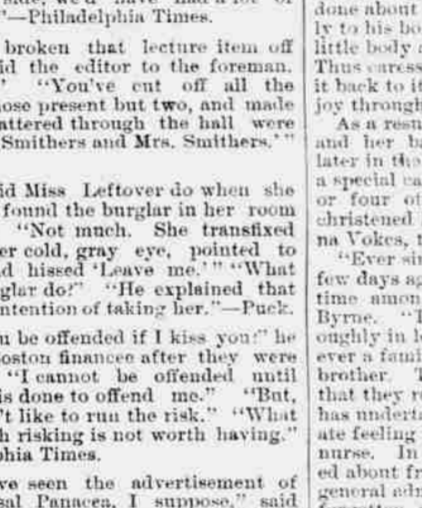 "—Philadelphia Times.
broken that lecture item off
id the editor to the foreman.
"You've cut off all the
ose present but two, and made
attered through the hall were
Smithers and Mrs. Smithers.'"
id Miss Leftover do when she
found the burglar in her room
"Not much. She transfixed
er cold, gray eye, pointed to
d hissed 'Leave me.'" "What
glar do?" "He explained that
ntention of taking her."—Puck.
u be offended if I kiss you?" he
oston financee after they were
"I cannot be offended until
is done to offend me." "But,
't like to run the risk." "What
h risking is not worth having."
phia Times.
ve seen the advertisement of
sal Panacea, I suppose," said
done about
ly to his bo
little body
Thus caress
it back to it
joy through
As a resu
and her ba
later in the
a special ca
or four ot
christened
na Vokes, t
"Ever sin
few days ag
time amon
Byrne. "I
oughly in l
ever a fami
brother. T
that they r
has underta
ate feeling
nurse. In
ed about fr
general adn